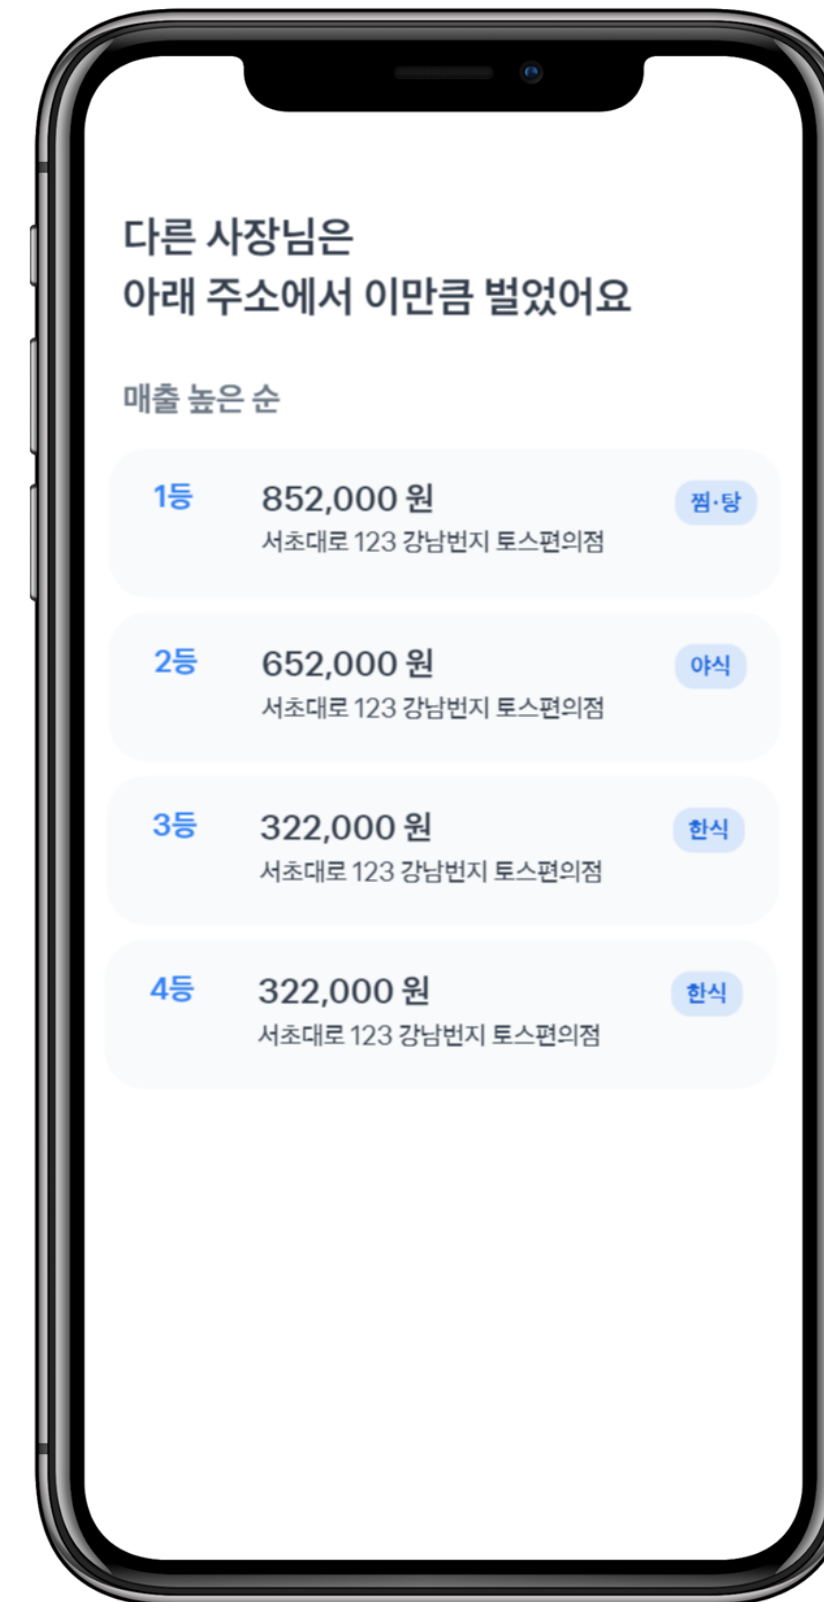 다른 사장님은
아래 주소에서 이만큼 벌었어요
매출 높은 순
1등
852,000 원
찜·탕
서초대로 123 강남번지 토스편의점
2등
652,000 원
야식
서초대로 123 강남번지 토스편의점
3등
322,000 원
한식
서초대로 123 강남번지 토스편의점
4등
322,000 원
한식
서초대로 123 강남번지 토스편의점